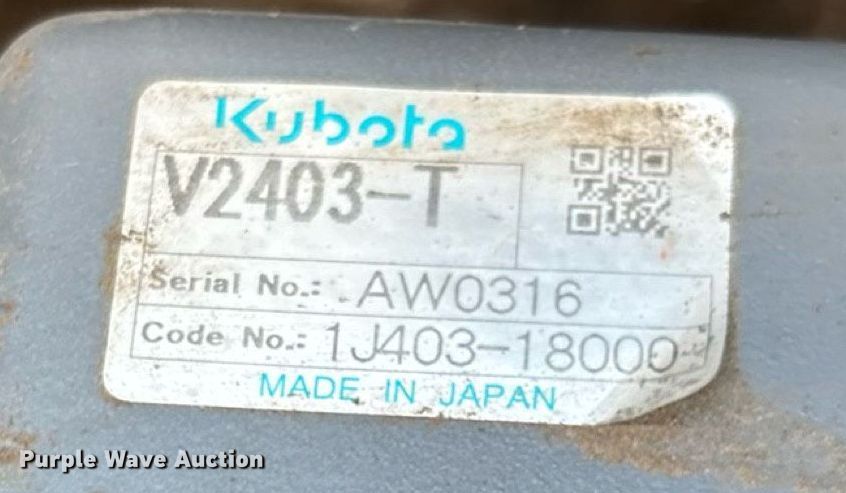 Kubota
V2403-T
Serial No.: AW0316
Code No.: 1J403-18000
MADE IN JAPAN
Purple Wave Auction